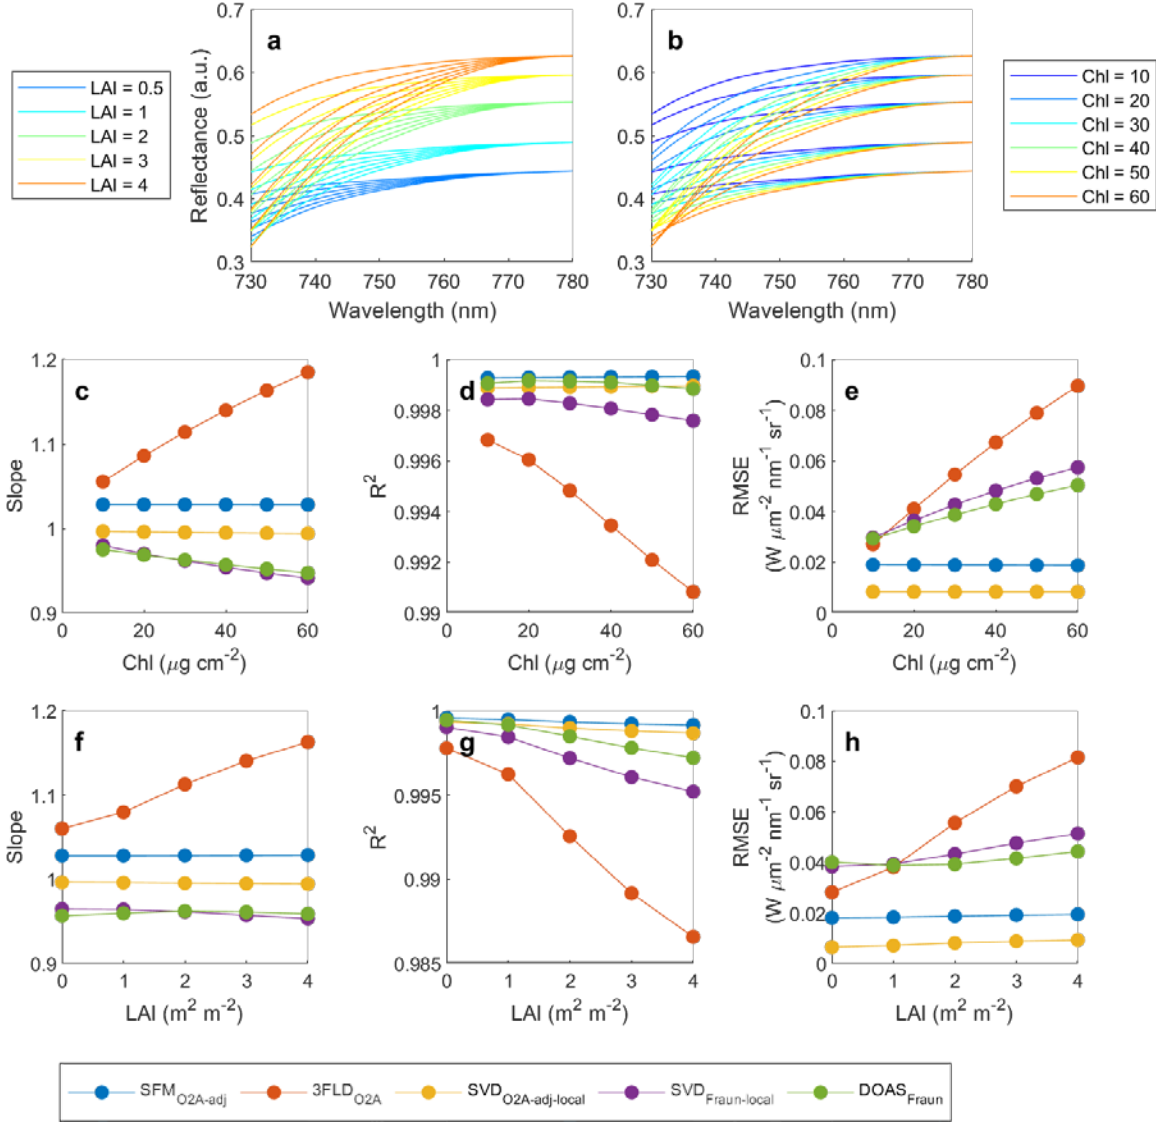 a
b
0.7
0.6
0.5
0.4
0.3
Reflectance (a.u.)
730 740 750 760 770 780
Wavelength (nm)
0.7
0.6
0.5
0.4
0.3
730 740 750 760 770 780
Wavelength (nm)
LAI = 0.5
LAI = 1
LAI = 2
LAI = 3
LAI = 4
Chl = 10
Chl = 20
Chl = 30
Chl = 40
Chl = 50
Chl = 60
c
1.2
1.1
1
0.9
Slope
0 20 40 60
Chl (μg cm-2)
d
1
0.998
0.996
0.994
0.992
0.99
R2
0 20 40 60
Chl (μg cm-2)
e
0.1
0.08
0.06
0.04
0.02
0
RMSE
(W μm-2 nm-1 sr-1)
0 20 40 60
Chl (μg cm-2)
f
1.2
1.1
1
0.9
Slope
0 1 2 3 4
LAI (m2 m-2)
g
1
0.995
0.99
0.985
R2
0 1 2 3 4
LAI (m2 m-2)
h
0.1
0.08
0.06
0.04
0.02
0
RMSE
(W μm-2 nm-1 sr-1)
0 1 2 3 4
LAI (m2 m-2)
SFM O2A-adj 3FLD O2A SVD O2A-adj-local SVD Fraun-local DOAS Fraun